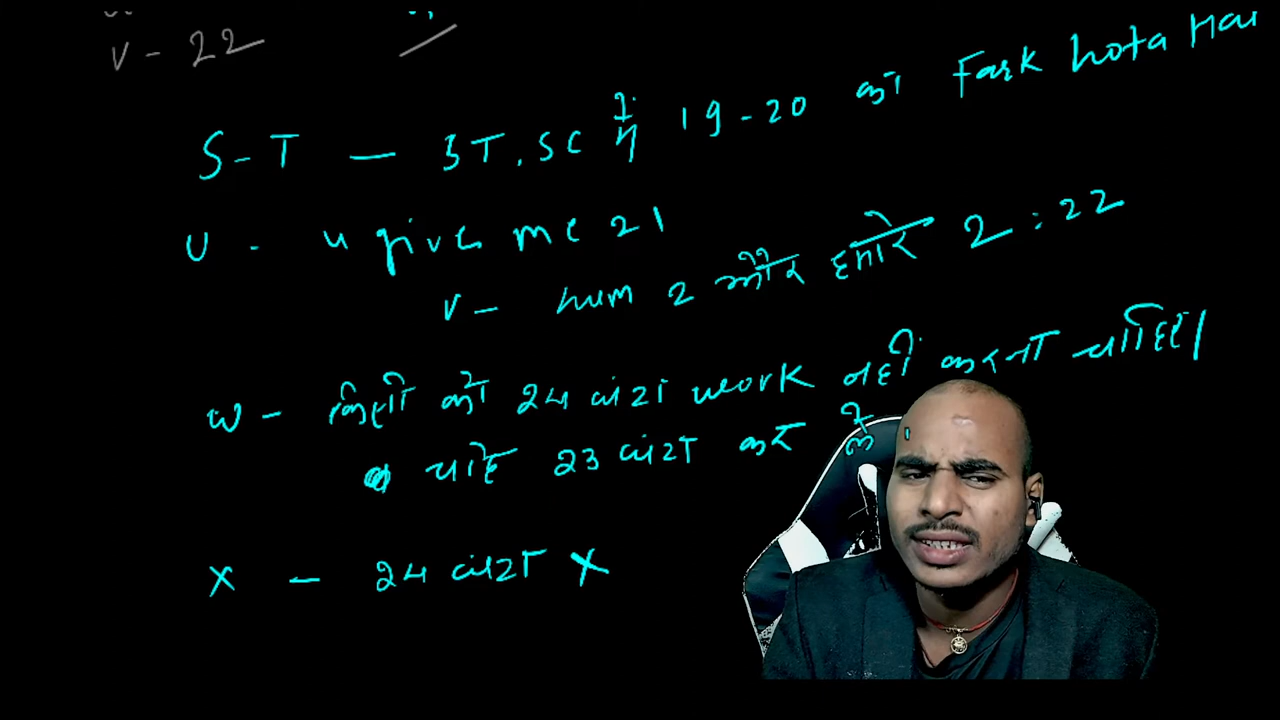 V - 22
S-T — ST. SC में 19-20 का Fark hota Hai
U - u give me 21
V - hum 2 और हमारे 2 : 22
W - किसी को 24 घंटा work नही करना चाहिए।
चाहे 23 घंटा कर ले
X - 24 घंटा X